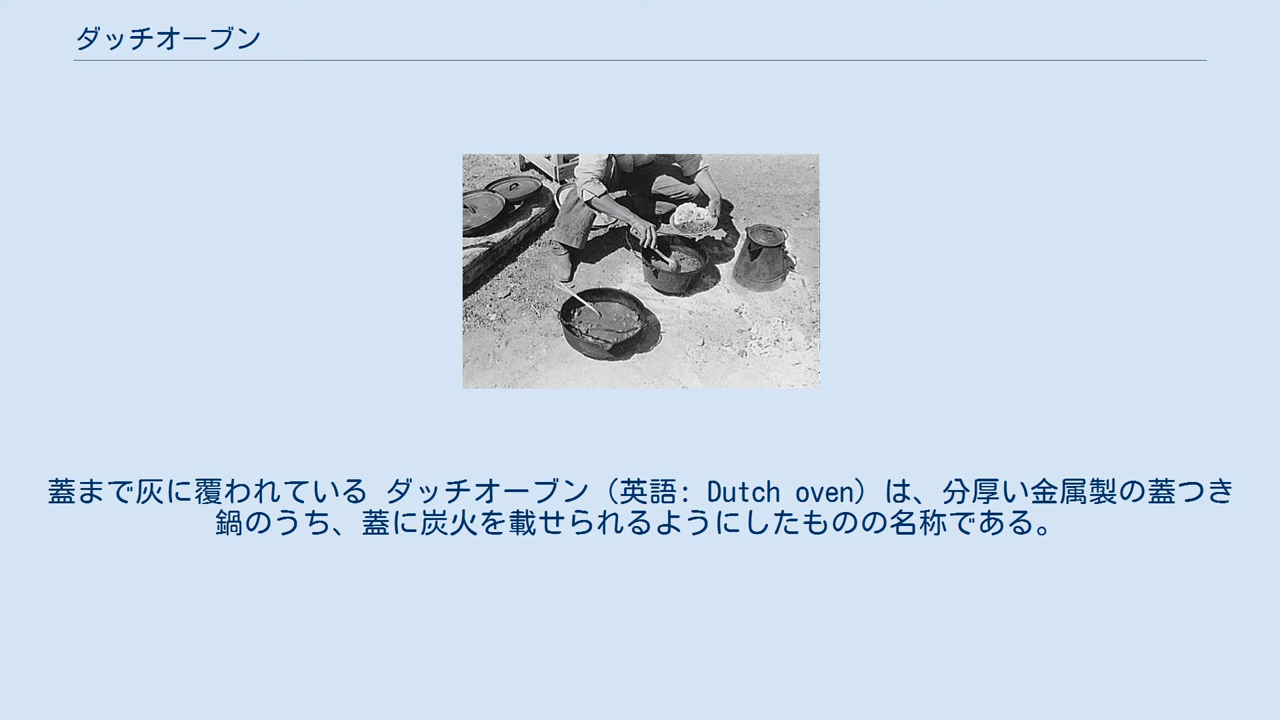 ダッチオーブン
蓋まで灰に覆われている ダッチオーブン（英語: Dutch oven）は、分厚い金属製の蓋つき
鍋のうち、蓋に炭火を載せられるようにしたものの名称である。